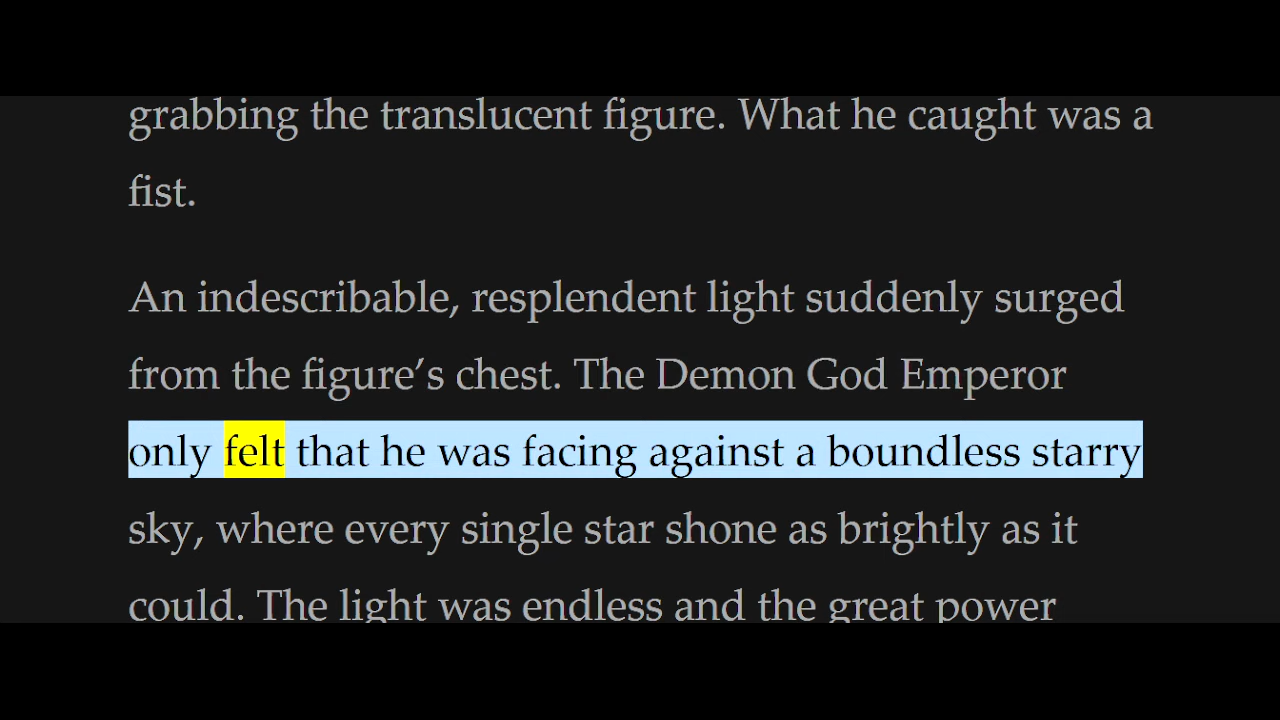 grabbing the translucent figure. What he caught was a
fist.
An indescribable, resplendent light suddenly surged
from the figure’s chest. The Demon God Emperor
only felt that he was facing against a boundless starry
sky, where every single star shone as brightly as it
could. The light was endless and the great power